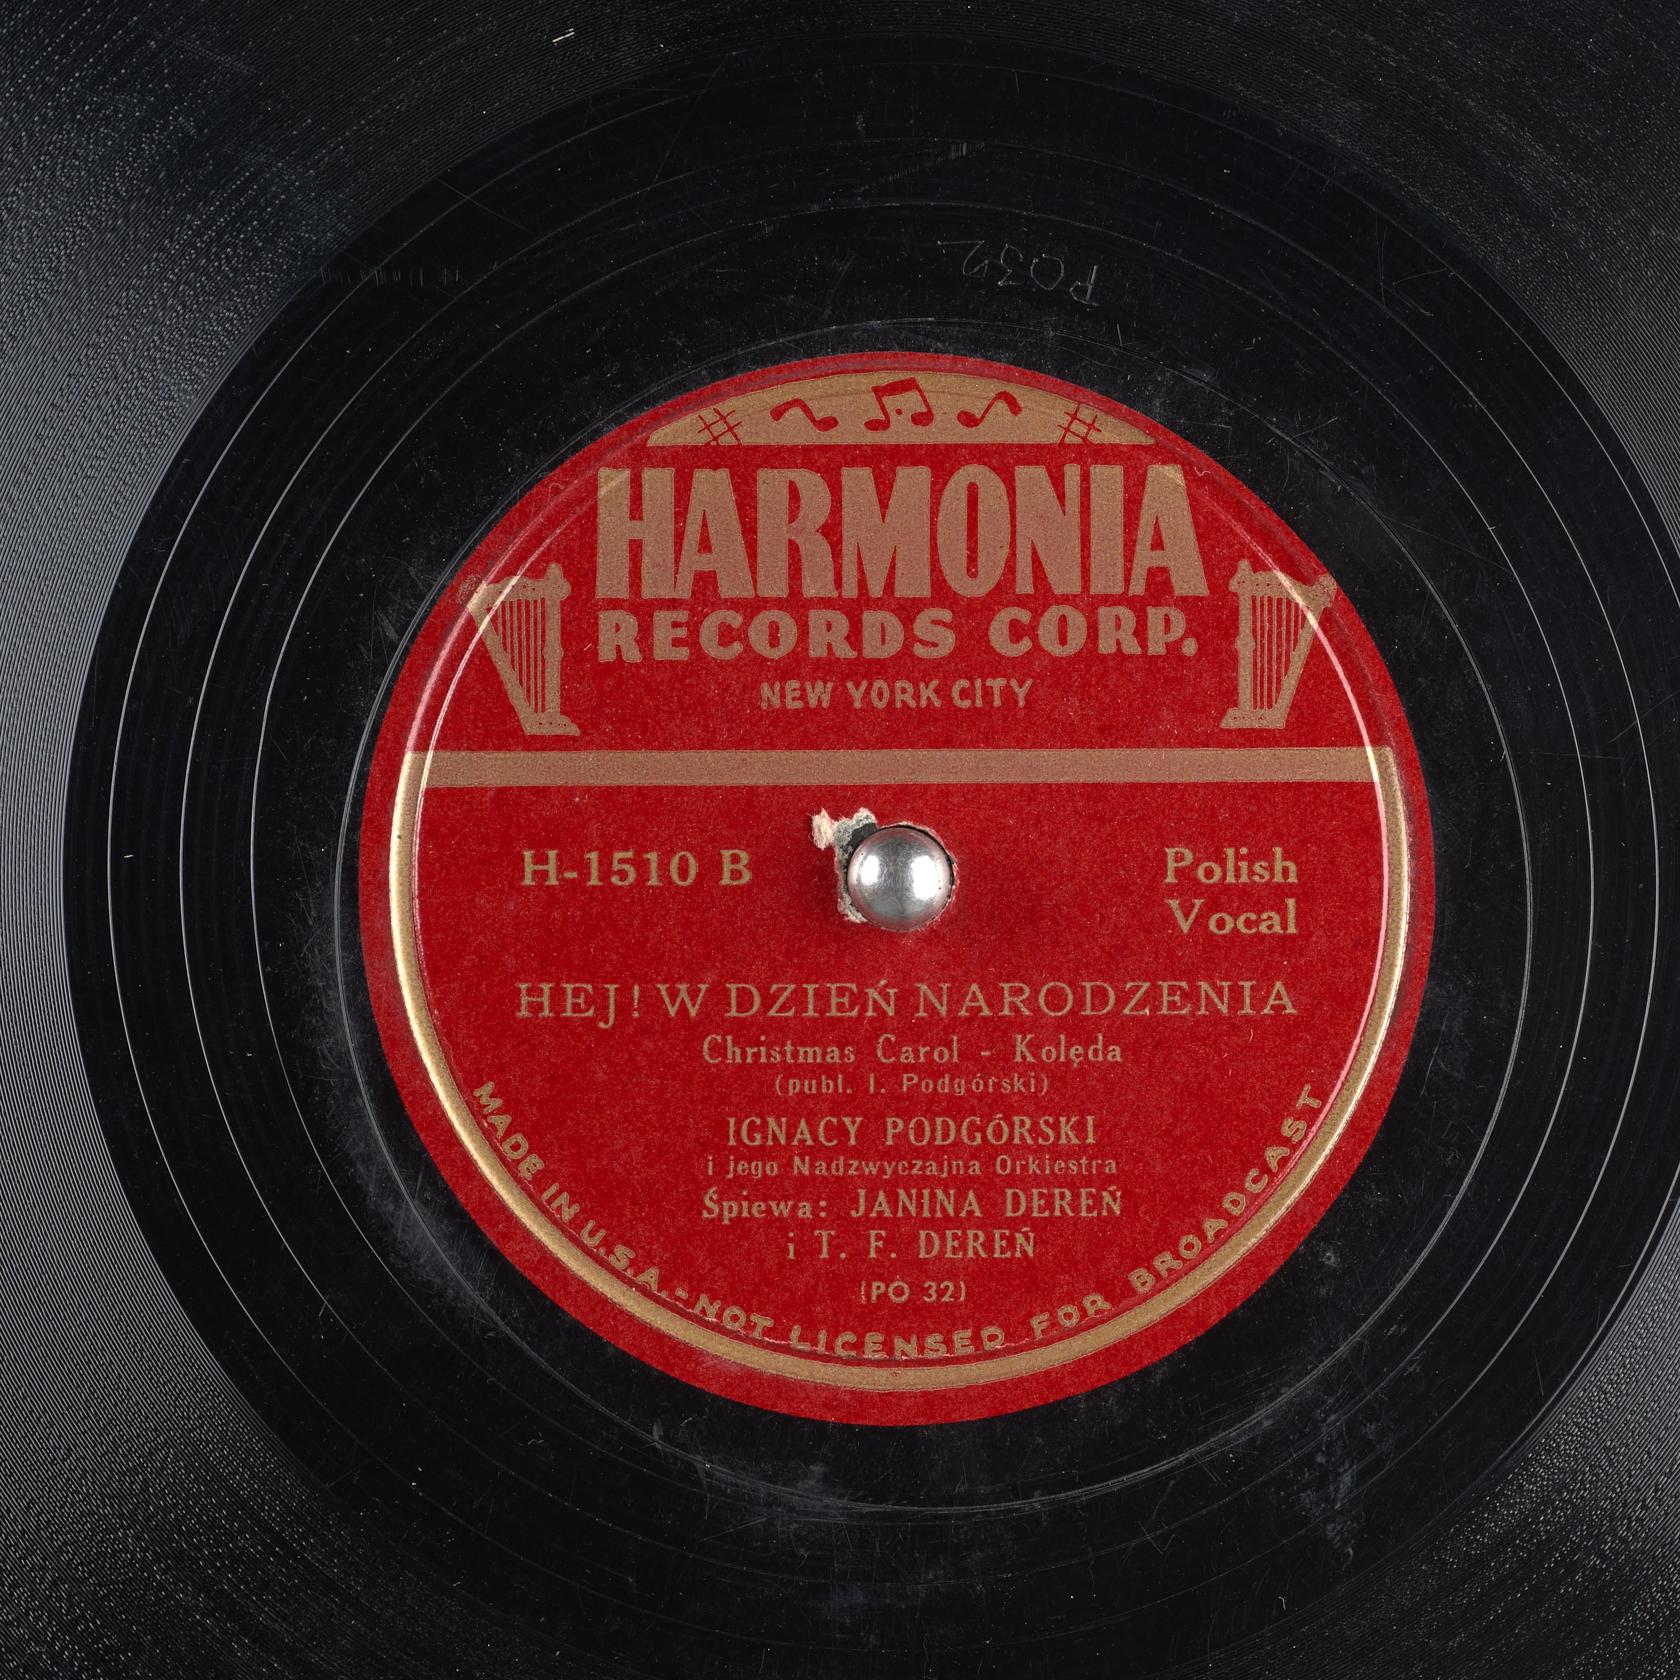 PO32
HARMONIA
RECORDS CORP.
NEW YORK CITY
H-1510 B
Polish
Vocal
HEJ! W DZIEŃ NARODZENIA
Christmas Carol - Kolęda
(publ. I. Podgórski)
IGNACY PODGÓRSKI
i jego Nadzwyczajna Orkiestra
Śpiewa: JANINA DEREŃ
i T. F. DEREŃ
(PO 32)
MADE IN U.S.A.-NOT LICENSED FOR BROADCAST